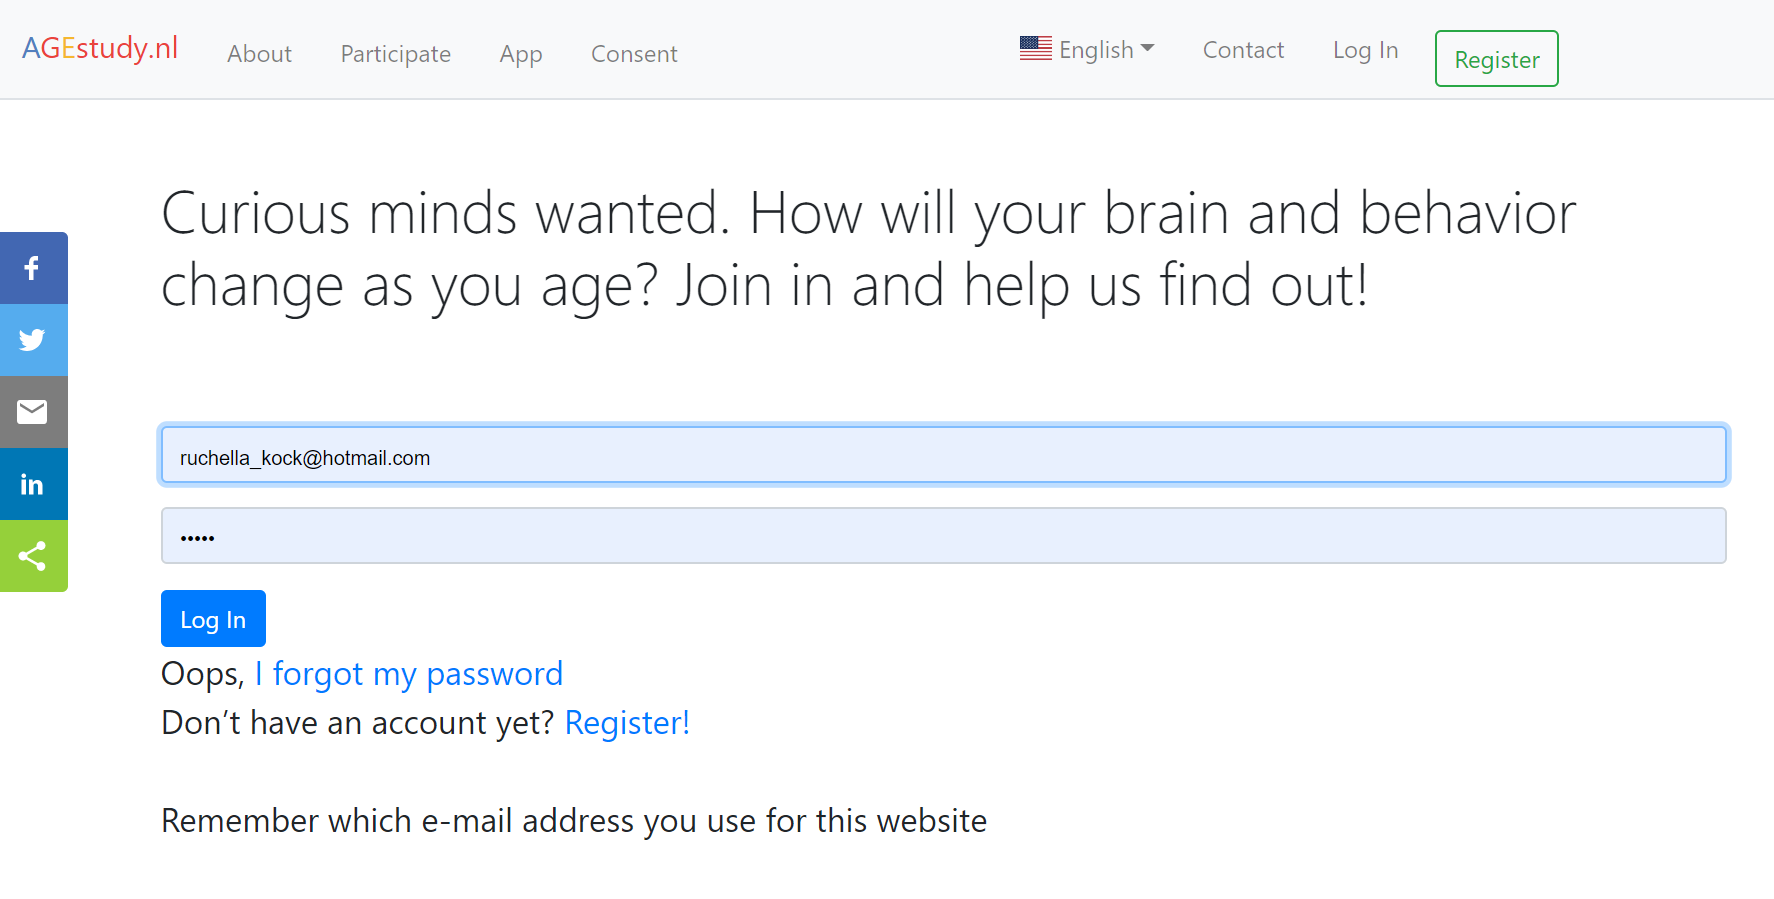 AGEstudy.nl About Participate App Consent English Contact Log In Register
Curious minds wanted. How will your brain and behavior
change as you age? Join in and help us find out!
ruchella_kock@hotmail.com
•••••
Log In
Oops, I forgot my password
Don’t have an account yet? Register!
Remember which e-mail address you use for this website